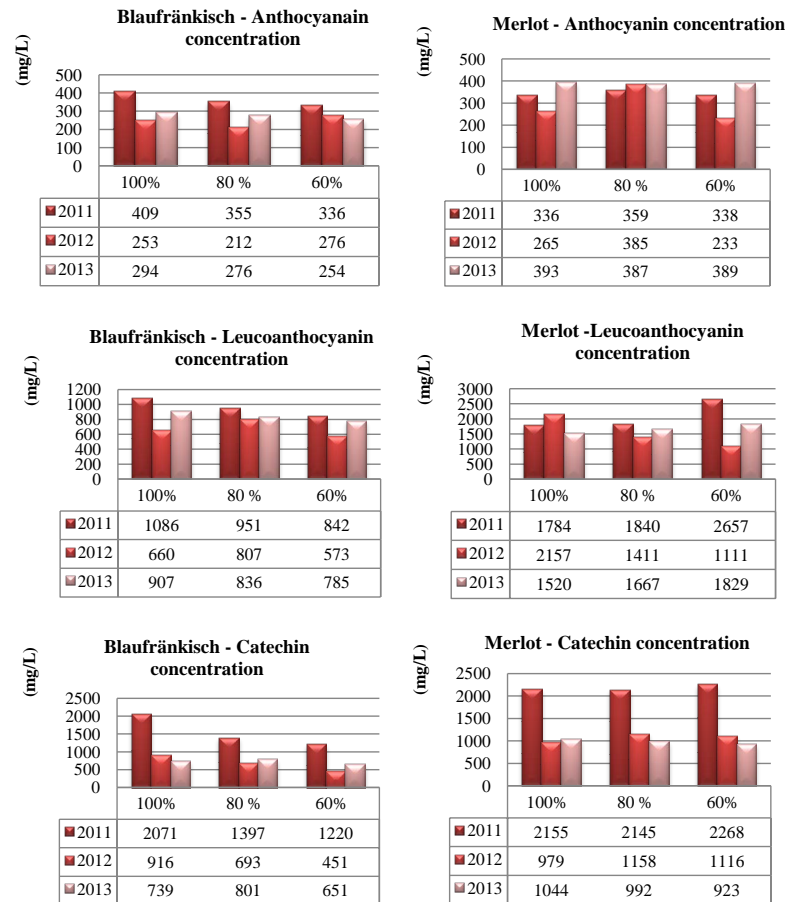 Blaufränkisch - Anthocyanain
concentration
(mg/L)
500
400
300
200
100
0
100% 80 % 60%
2011 409 355 336
2012 253 212 276
2013 294 276 254
Merlot - Anthocyanin concentration
(mg/L)
500
400
300
200
100
0
100% 80 % 60%
2011 336 359 338
2012 265 385 233
2013 393 387 389
Blaufränkisch - Leucoanthocyanin
concentration
(mg/L)
1200
1000
800
600
400
200
0
100% 80 % 60%
2011 1086 951 842
2012 660 807 573
2013 907 836 785
Merlot -Leucoanthocyanin
concentration
(mg/L)
3000
2500
2000
1500
1000
500
0
100% 80 % 60%
2011 1784 1840 2657
2012 2157 1411 1111
2013 1520 1667 1829
Blaufränkisch - Catechin
concentration
(mg/L)
2500
2000
1500
1000
500
0
100% 80 % 60%
2011 2071 1397 1220
2012 916 693 451
2013 739 801 651
Merlot - Catechin concentration
(mg/L)
2500
2000
1500
1000
500
0
100% 80 % 60%
2011 2155 2145 2268
2012 979 1158 1116
2013 1044 992 923